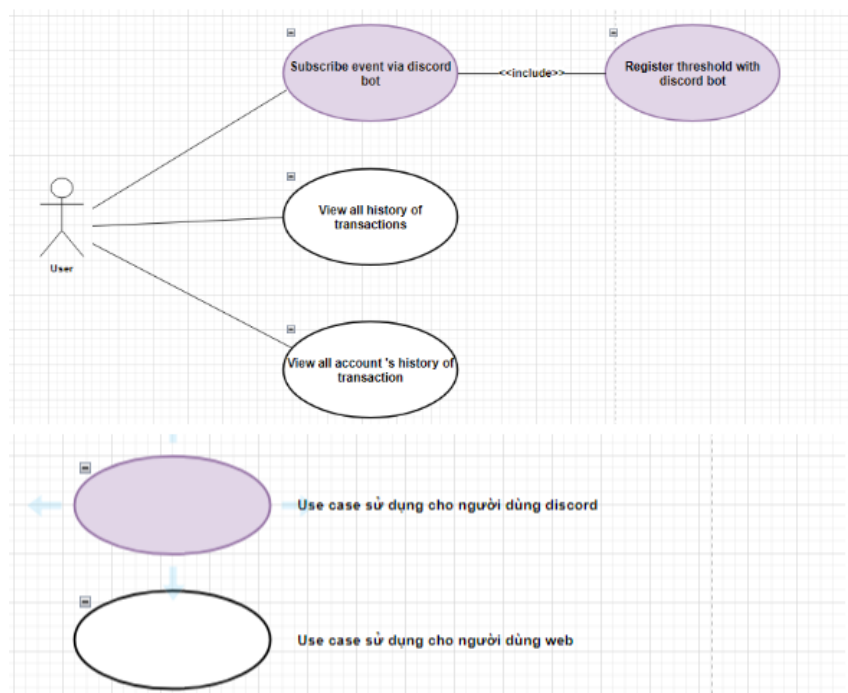 Subscribe event via discord
bot
<<include>>
Register threshold with
discord bot
View all history of
transactions
User
View all account 's history of
transaction
Use case sử dụng cho người dùng discord
Use case sử dụng cho người dùng web